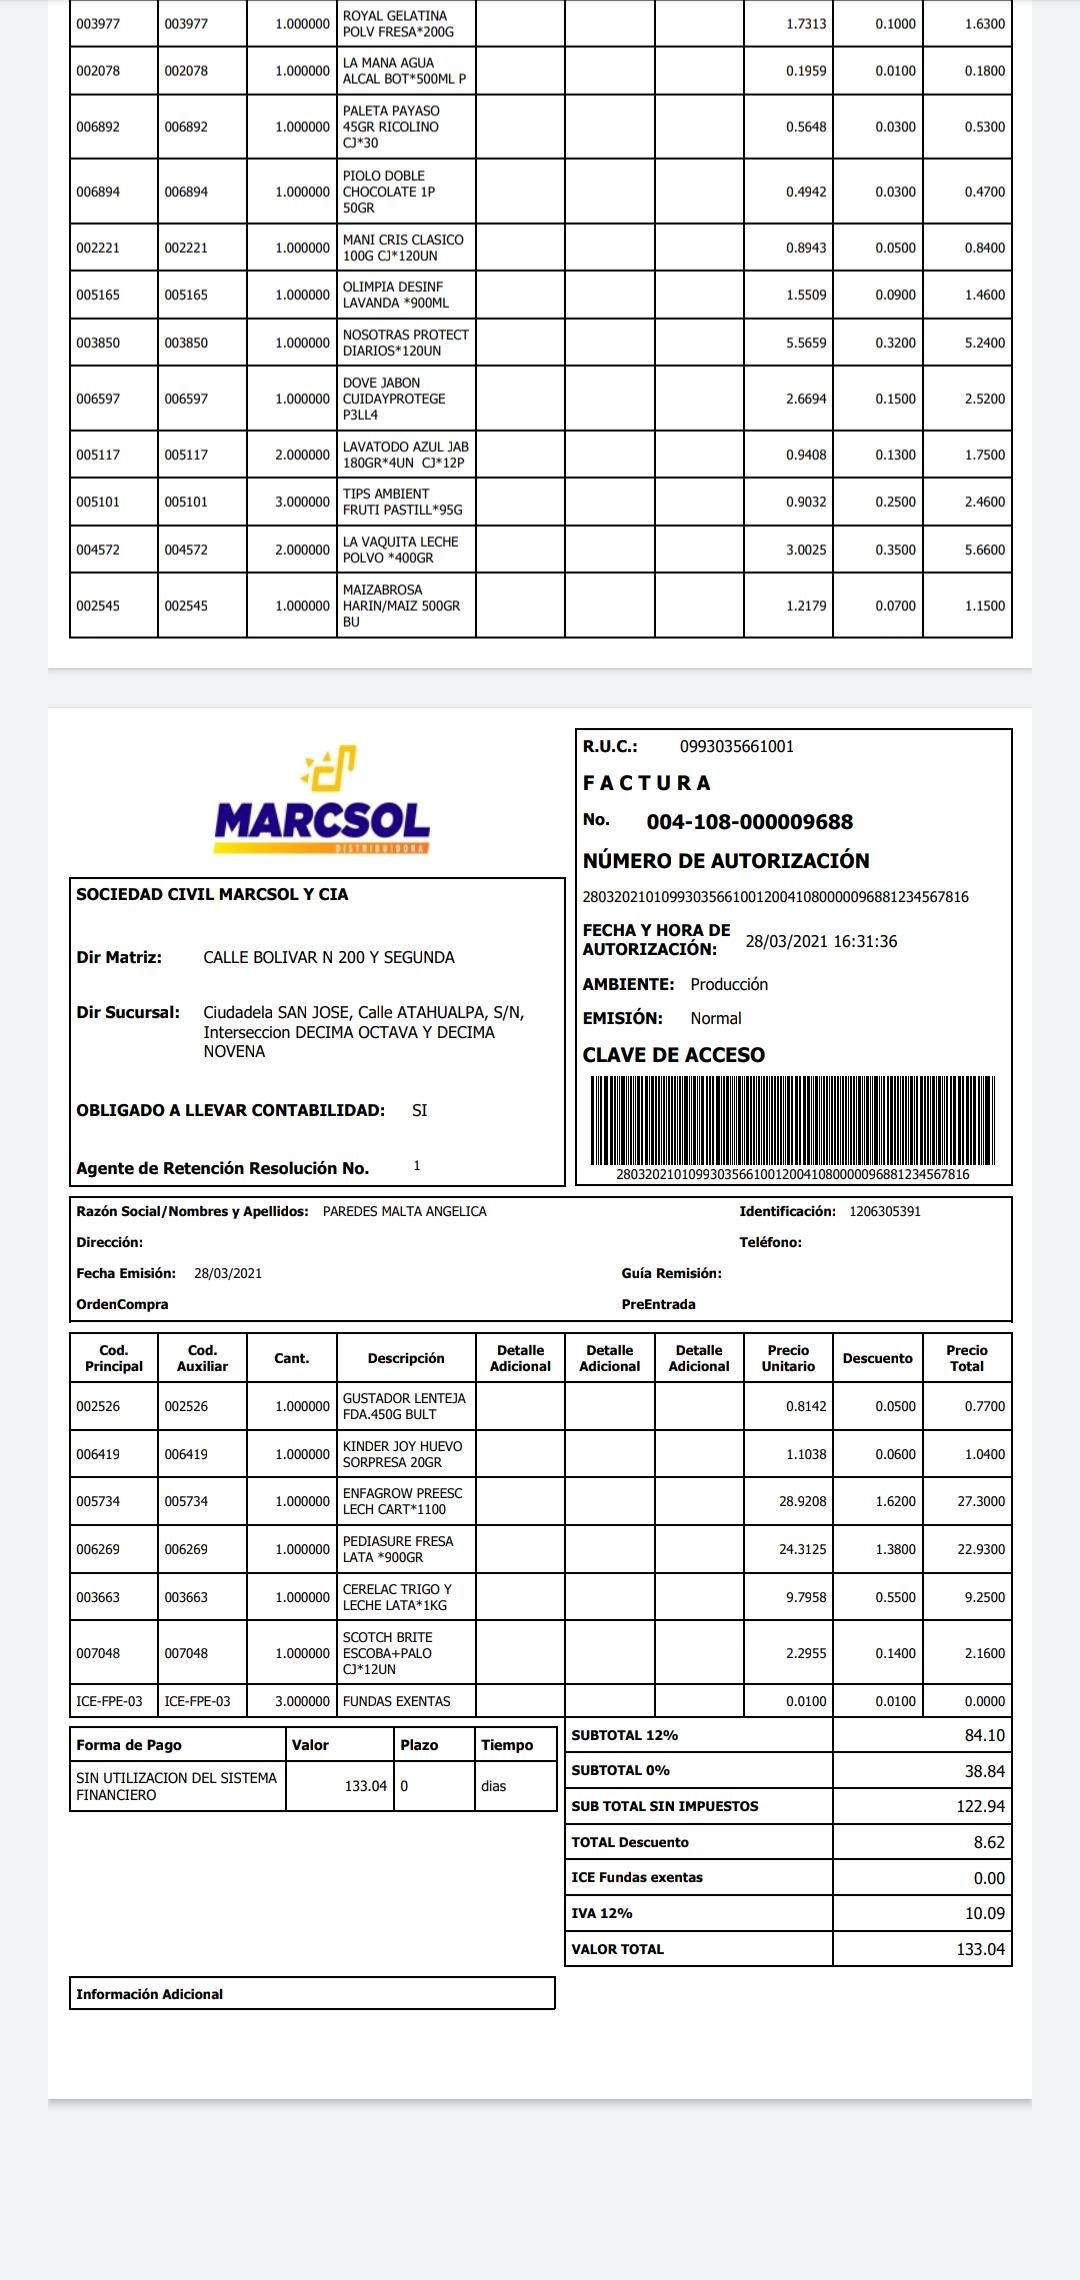 003977 003977 1.000000 ROYAL GELATINA 1.7313 0.1000 1.6300
POLV FRESA*200G
002078 002078 1.000000 LA MANA AGUA 0.1959 0.0100 0.1800
ALCAL BOT*500ML P
006892 006892 1.000000 PALETA PAYASO 0.5648 0.0300 0.5300
45GR RICOLINO
CJ*30
006894 006894 1.000000 PIOLO DOBLE 0.4942 0.0300 0.4700
CHOCOLATE 1P
50GR
002221 002221 1.000000 MANI CRIS CLASICO 0.8943 0.0500 0.8400
100G CJ*120UN
005165 005165 1.000000 OLIMPIA DESINF 1.5509 0.0900 1.4600
LAVANDA *900ML
003850 003850 1.000000 NOSOTRAS PROTECT 5.5659 0.3200 5.2400
DIARIOS*120UN
006597 006597 1.000000 DOVE JABON 2.6694 0.1500 2.5200
CUIDAYPROTEGE
P3LL4
005117 005117 2.000000 LAVATODO AZUL JAB 0.9408 0.1300 1.7500
180GR*4UN CJ*12P
005101 005101 3.000000 TIPS AMBIENT 0.9032 0.2500 2.4600
FRUTI PASTILL*95G
004572 004572 2.000000 LA VAQUITA LECHE 3.0025 0.3500 5.6600
POLVO *400GR
002545 002545 1.000000 MAIZABROSA 1.2179 0.0700 1.1500
HARIN/MAIZ 500GR
BU
MARCSOL
DISTRIBUIDORA
SOCIEDAD CIVIL MARCSOL Y CIA
Dir Matriz: CALLE BOLIVAR N 200 Y SEGUNDA
Dir Sucursal: Ciudadela SAN JOSE, Calle ATAHUALPA, S/N,
Interseccion DECIMA OCTAVA Y DECIMA
NOVENA
OBLIGADO A LLEVAR CONTABILIDAD: SI
Agente de Retención Resolución No. 1
R.U.C.: 0993035661001
FACTURA
No. 004-108-000009688
NÚMERO DE AUTORIZACIÓN
2803202101099303566100120041080000096881234567816
FECHA Y HORA DE
AUTORIZACIÓN: 28/03/2021 16:31:36
AMBIENTE: Producción
EMISIÓN: Normal
CLAVE DE ACCESO
2803202101099303566100120041080000096881234567816
Razón Social/Nombres y Apellidos: PAREDES MALTA ANGELICA Identificación: 1206305391
Dirección: Teléfono:
Fecha Emisión: 28/03/2021 Guía Remisión:
OrdenCompra PreEntrada
Cod. Principal Cod. Auxiliar Cant. Descripción Detalle Adicional Detalle Adicional Detalle Adicional Precio Unitario Descuento Precio Total
002526 002526 1.000000 GUSTADOR LENTEJA 0.8142 0.0500 0.7700
FDA.450G BULT
006419 006419 1.000000 KINDER JOY HUEVO 1.1038 0.0600 1.0400
SORPRESA 20GR
005734 005734 1.000000 ENFAGROW PREESC 28.9208 1.6200 27.3000
LECH CART*1100
006269 006269 1.000000 PEDIASURE FRESA 24.3125 1.3800 22.9300
LATA *900GR
003663 003663 1.000000 CERELAC TRIGO Y 9.7958 0.5500 9.2500
LECHE LATA*1KG
007048 007048 1.000000 SCOTCH BRITE 2.2955 0.1400 2.1600
ESCOBA+PALO
CJ*12UN
ICE-FPE-03 ICE-FPE-03 3.000000 FUNDAS EXENTAS 0.0100 0.0100 0.0000
Forma de Pago Valor Plazo Tiempo
SIN UTILIZACION DEL SISTEMA 133.04 0 dias
FINANCIERO
SUBTOTAL 12% 84.10
SUBTOTAL 0% 38.84
SUB TOTAL SIN IMPUESTOS 122.94
TOTAL Descuento 8.62
ICE Fundas exentas 0.00
IVA 12% 10.09
VALOR TOTAL 133.04
Información Adicional